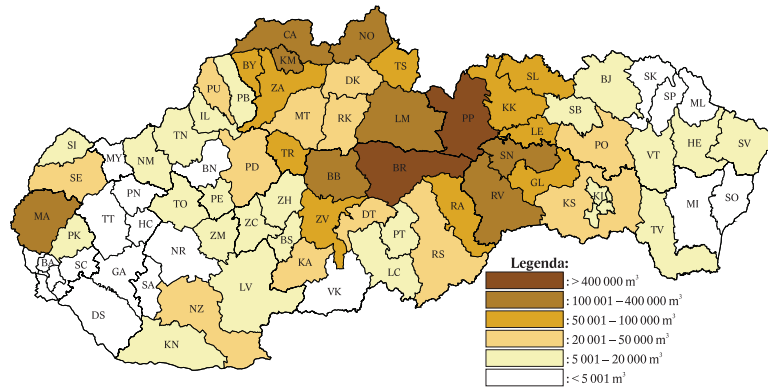 CA
NO
KM
BY
TS
PU
PB
ZA
DK
SL
BJ
SK
SP
ML
KK
IL
MT
RK
LM
PP
SB
LE
TN
SI
MY
NM
BN
PD
TR
BB
BR
SN
PO
VT
HE
SV
SE
PN
TO
PE
ZH
RV
GL
KS
MA
TT
HC
ZM
ZC
ZV
DT
RA
PK
NR
BS
PT
MI
SO
TV
BA
SC
GA
SA
LV
KA
LC
RS
VK
DS
NZ
KN
Legenda:
: > 400 000 m³
: 100 001 – 400 000 m³
: 50 001 – 100 000 m³
: 20 001 – 50 000 m³
: 5 001 – 20 000 m³
: < 5 001 m³